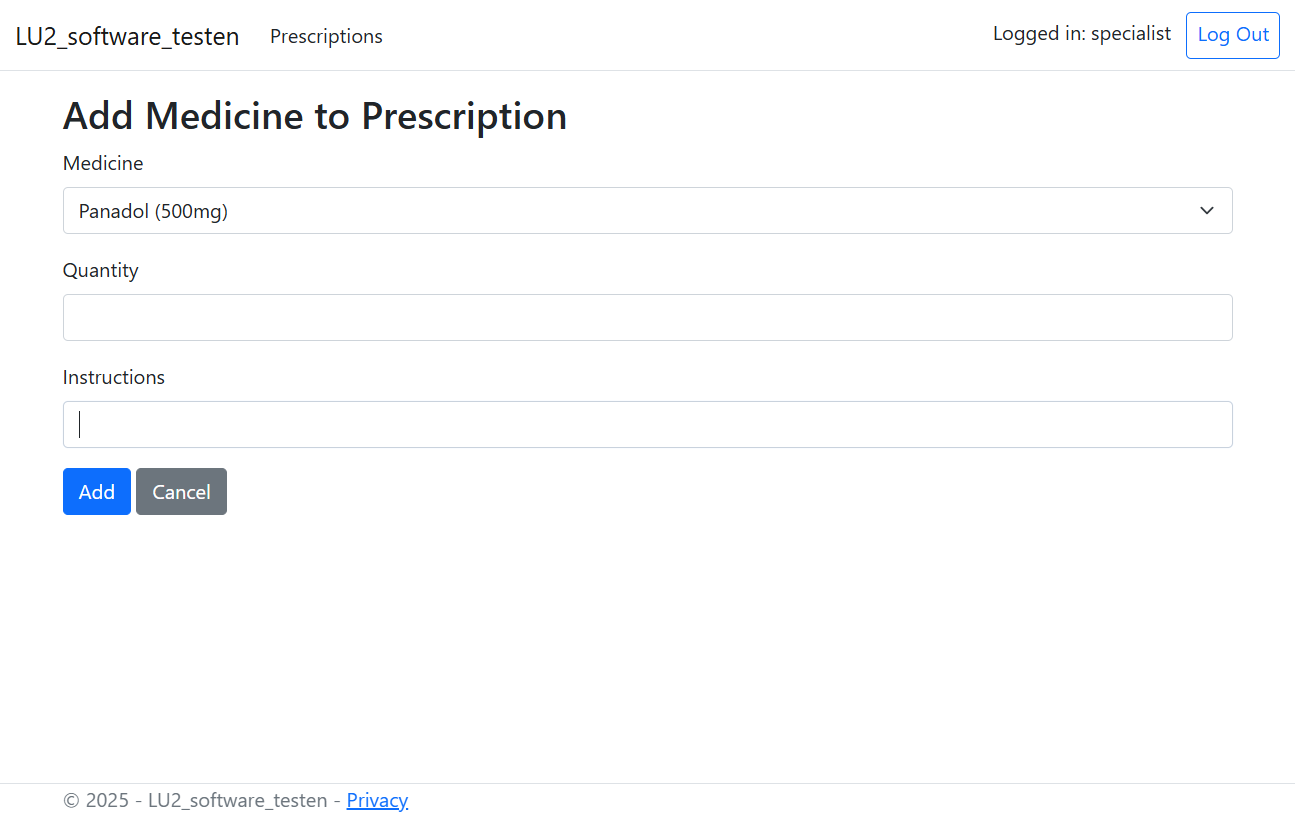 LU2_software_testen Prescriptions Logged in: specialist Log Out
Add Medicine to Prescription
Medicine
Panadol (500mg)
Quantity
Instructions
Add Cancel
© 2025 - LU2_software_testen - Privacy